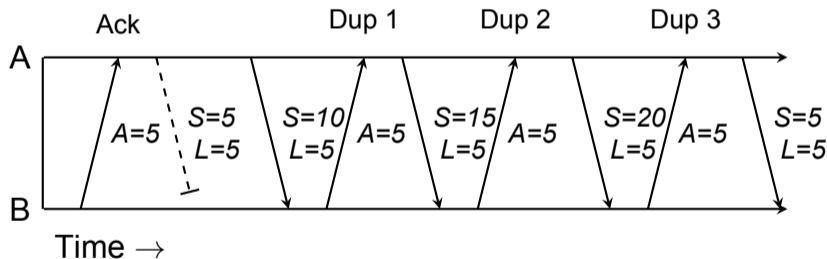 Ack
Dup 1
Dup 2
Dup 3
A
A=5
S=5
L=5
S=10
L=5
A=5
S=15
L=5
A=5
S=20
L=5
A=5
S=5
L=5
B
Time →